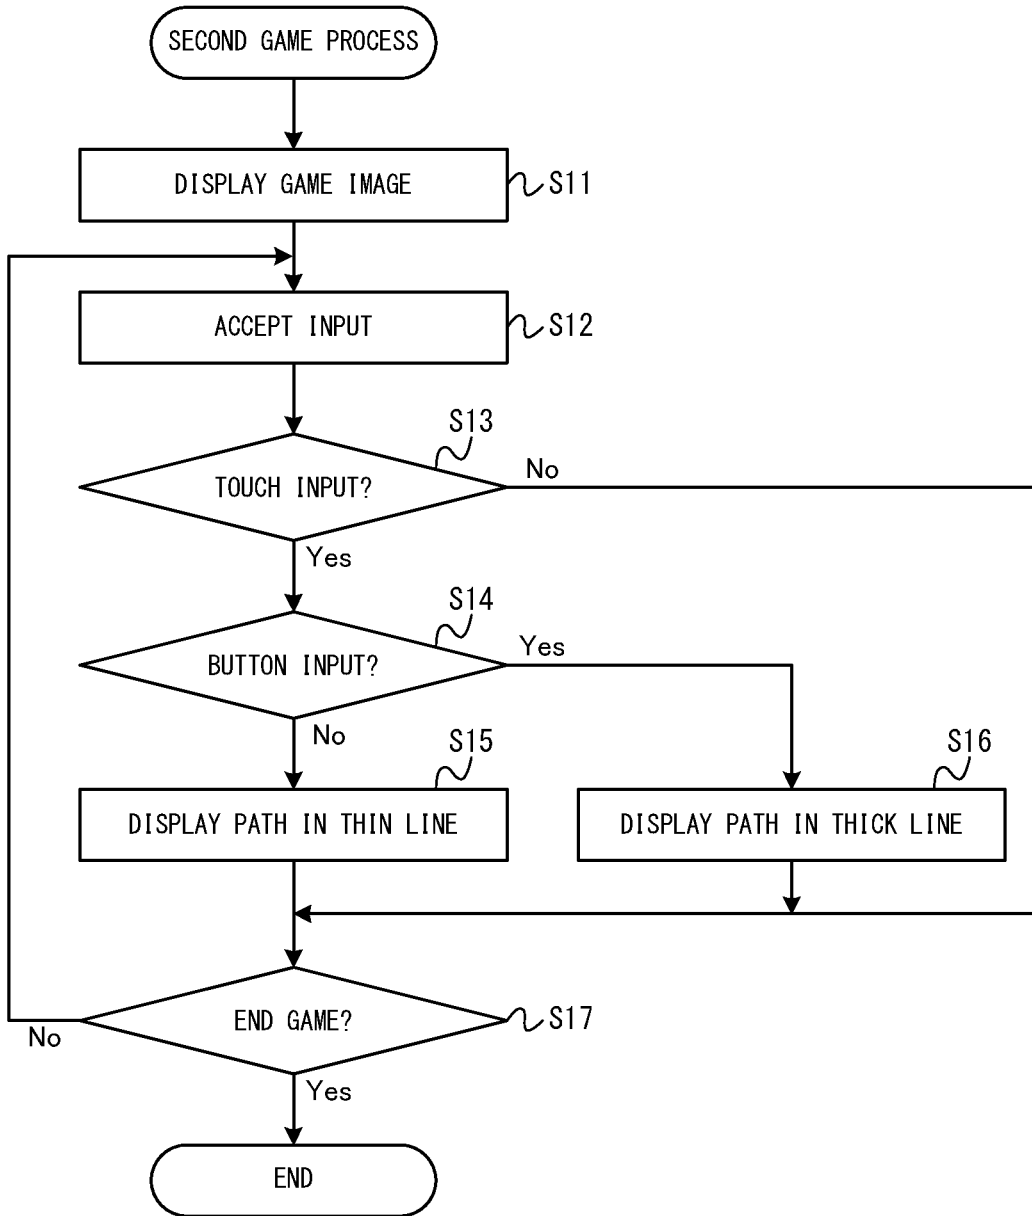 SECOND GAME PROCESS
DISPLAY GAME IMAGE
S11
ACCEPT INPUT
S12
S13
TOUCH INPUT?
No
Yes
S14
BUTTON INPUT?
Yes
No
S15
S16
DISPLAY PATH IN THIN LINE
DISPLAY PATH IN THICK LINE
END GAME?
S17
No
Yes
END